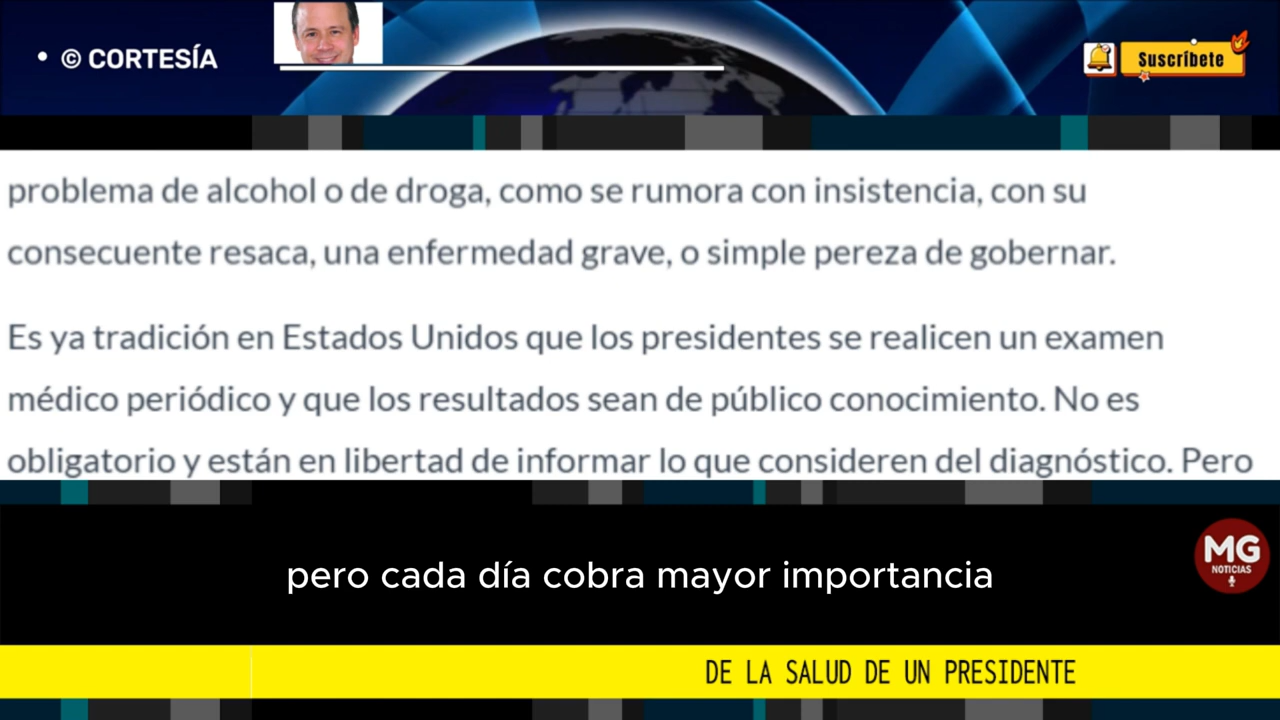 • © CORTESÍA
Suscríbete
problema de alcohol o de droga, como se rumora con insistencia, con su
consecuente resaca, una enfermedad grave, o simple pereza de gobernar.
Es ya tradición en Estados Unidos que los presidentes se realicen un examen
médico periódico y que los resultados sean de público conocimiento. No es
obligatorio y están en libertad de informar lo que consideren del diagnóstico. Pero
MG
NOTICIAS
pero cada día cobra mayor importancia
DE LA SALUD DE UN PRESIDENTE